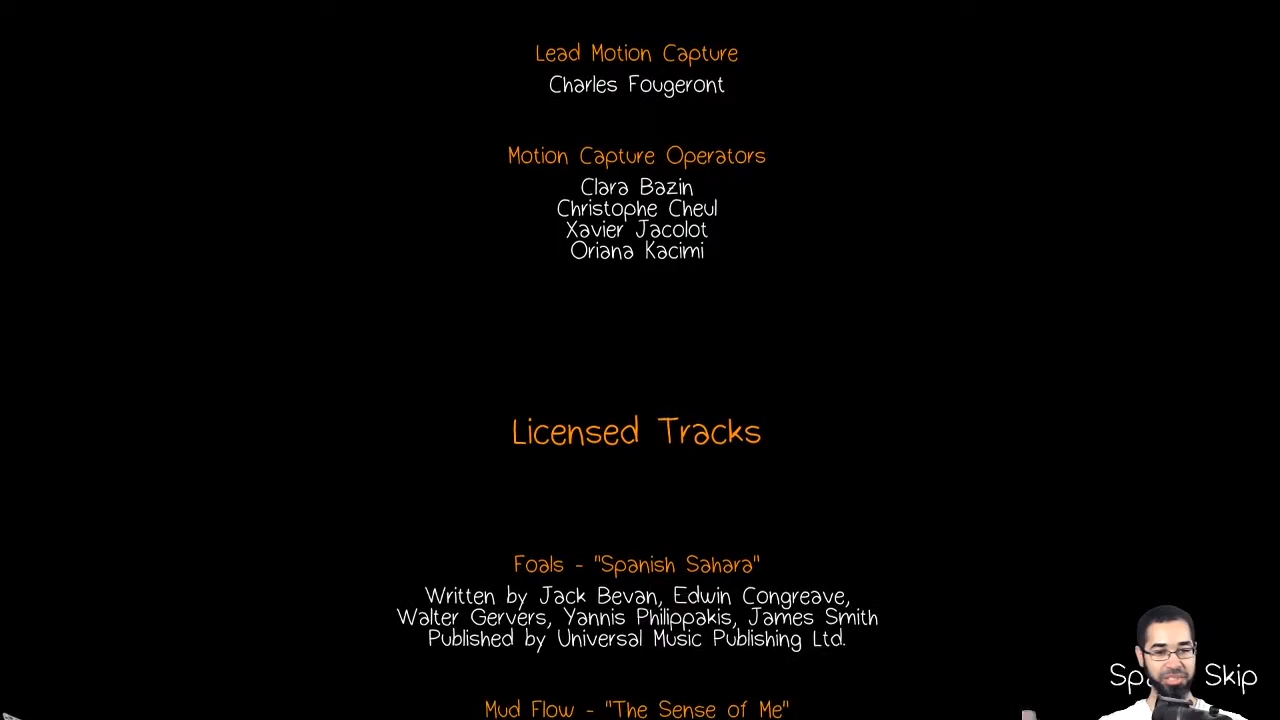 Lead Motion Capture
Charles Fougeront
Motion Capture Operators
Clara Bazin
Christophe Cheul
Xavier Jacolot
Oriana Kacimi
Licensed Tracks
Foals - "Spanish Sahara"
Written by Jack Bevan, Edwin Congreave,
Walter Gervers, Yannis Philippakis, James Smith
Published by Universal Music Publishing Ltd.
Skip
Mud Flow - "The Sense of Me"